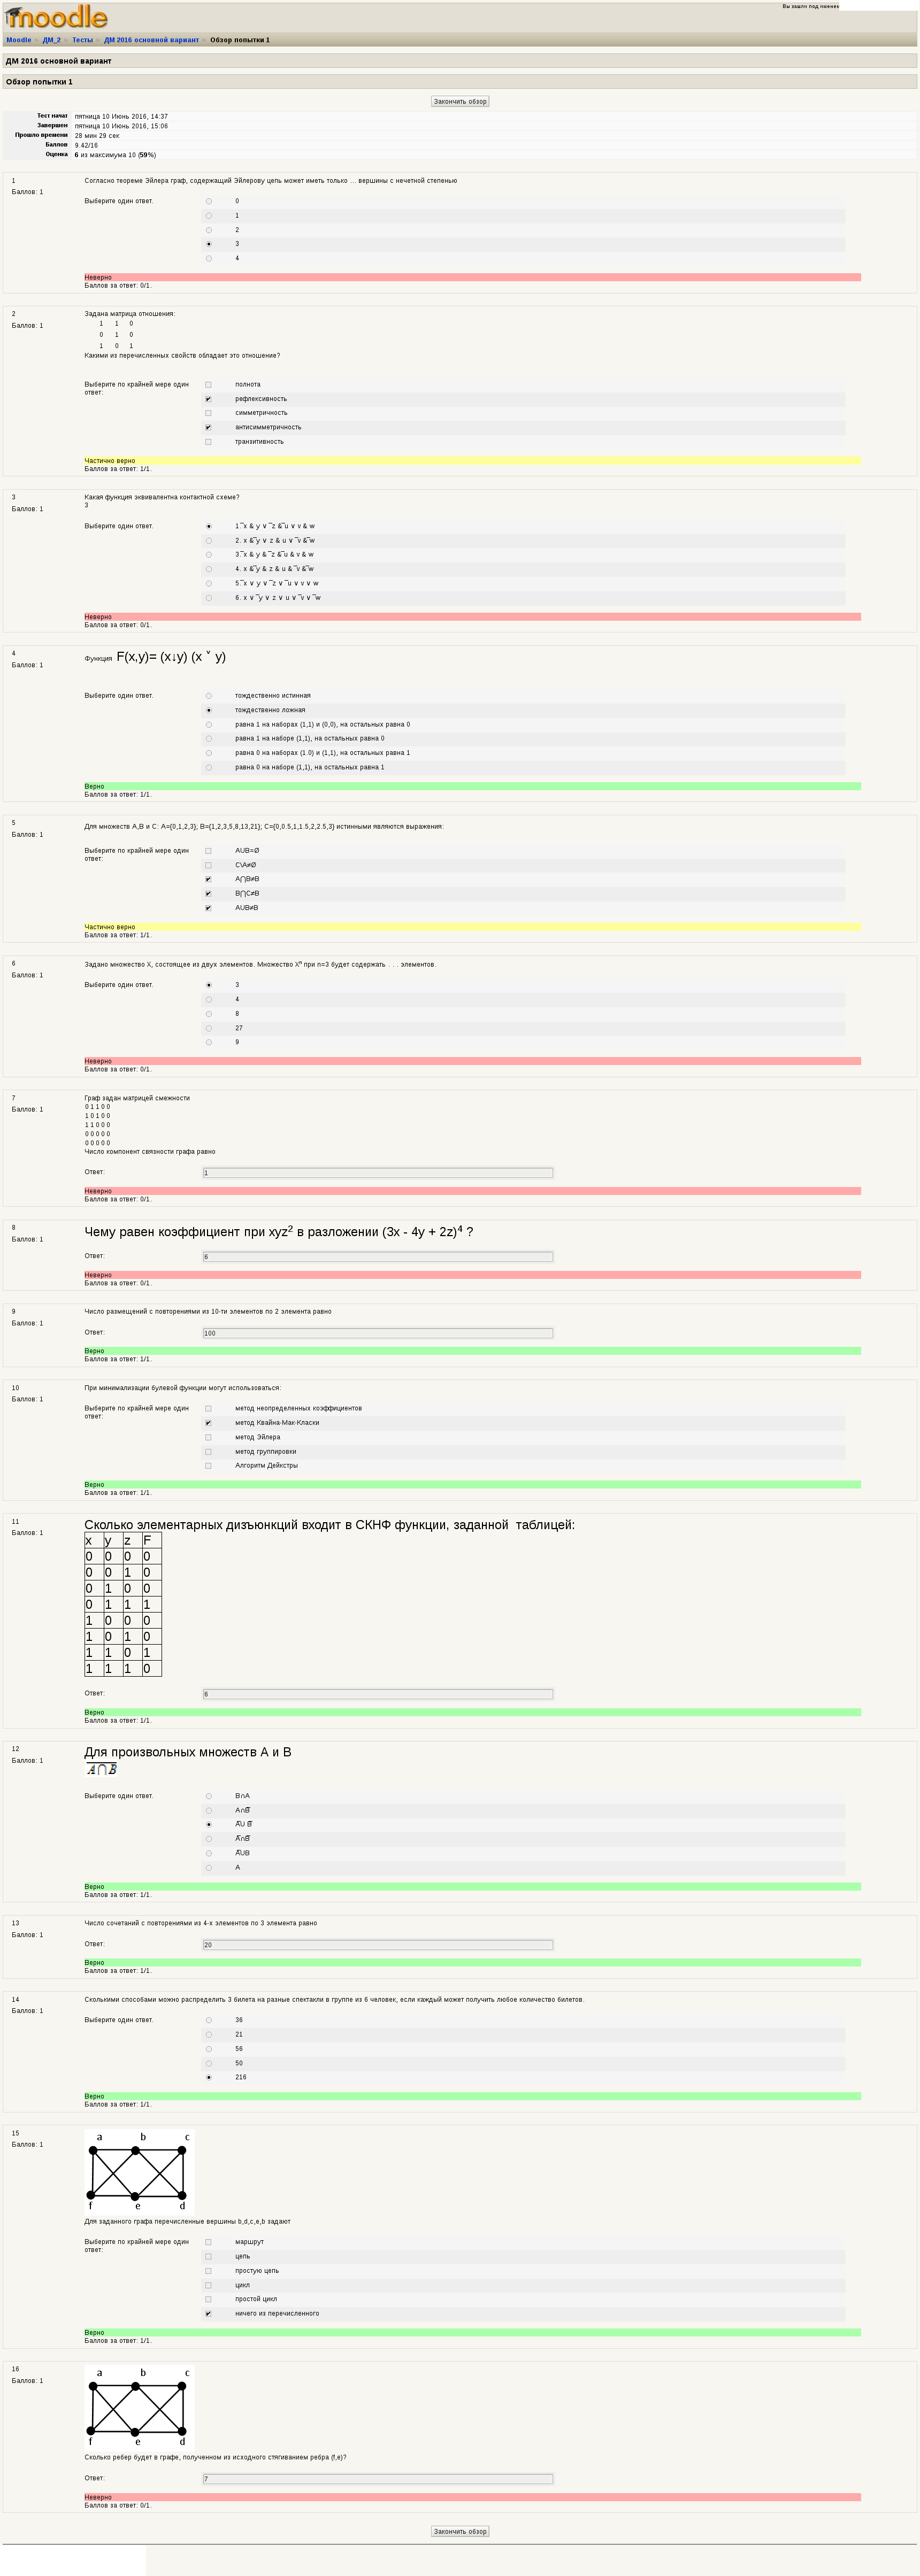 Вы зашли под именем
moodle
Moodle ► ДМ_2 ► Тесты ► ДМ 2016 основной вариант ► Обзор попытки 1
ДМ 2016 основной вариант
Обзор попытки 1
Закончить обзор
Тест начат пятница 10 Июнь 2016, 14:37
Завершен пятница 10 Июнь 2016, 15:06
Прошло времени 28 мин 29 сек
Баллов 9.42/16
Оценка 6 из максимума 10 (59%)
1
Баллов: 1
Согласно теореме Эйлера граф, содержащий Эйлерову цепь может иметь только ... вершины с нечетной степенью
Выберите один ответ.
0
1
2
3
4
Неверно
Баллов за ответ: 0/1.
2
Баллов: 1
Задана матрица отношения:
1 1 0
0 1 0
1 0 1
Какими из перечисленных свойств обладает это отношение?
Выберите по крайней мере один ответ:
полнота
рефлексивность
симметричность
антисимметричность
транзитивность
Частично верно
Баллов за ответ: 1/1.
3
Баллов: 1
Какая функция эквивалентна контактной схеме?
3
Выберите один ответ.
1.‾x & y ∨ ‾z &‾u ∨ v & w
2. x &‾y ∨ z & u ∨ ‾v &‾w
3.‾x & y & ‾z &‾u & v & w
4. x &‾y & z & u & ‾v &‾w
5.‾x ∨ y ∨ ‾z ∨ ‾u ∨ v ∨ w
6. x ∨ ‾y ∨ z ∨ u ∨ ‾v ∨ ‾w
Неверно
Баллов за ответ: 0/1.
4
Баллов: 1
Функция F(x,y)= (x↓y) (x ˅ y)
Выберите один ответ.
тождественно истинная
тождественно ложная
равна 1 на наборах (1,1) и (0,0), на остальных равна 0
равна 1 на наборе (1,1), на остальных равна 0
равна 0 на наборах (1.0) и (1,1), на остальных равна 1
равна 0 на наборе (1,1), на остальных равна 1
Верно
Баллов за ответ: 1/1.
5
Баллов: 1
Для множеств A,B и C: A={0,1,2,3}; B={1,2,3,5,8,13,21}; C={0,0.5,1,1.5,2,2.5,3} истинными являются выражения:
Выберите по крайней мере один ответ:
A∪B=Ø
C\A≠Ø
A⋂B≠B
B⋂C≠B
A∪B≠B
Частично верно
Баллов за ответ: 1/1.
6
Баллов: 1
Задано множество X, состоящее из двух элементов. Множество Xⁿ при n=3 будет содержать . . . элементов.
Выберите один ответ.
3
4
8
27
9
Неверно
Баллов за ответ: 0/1.
7
Баллов: 1
Граф задан матрицей смежности
0 1 1 0 0
1 0 1 0 0
1 1 0 0 0
0 0 0 0 0
0 0 0 0 0
Число компонент связности графа равно
Ответ: 1
Неверно
Баллов за ответ: 0/1.
8
Баллов: 1
Чему равен коэффициент при xyz² в разложении (3x - 4y + 2z)⁴ ?
Ответ: 6
Неверно
Баллов за ответ: 0/1.
9
Баллов: 1
Число размещений с повторениями из 10-ти элементов по 2 элемента равно
Ответ: 100
Верно
Баллов за ответ: 1/1.
10
Баллов: 1
При минимализации булевой функции могут использоваться:
Выберите по крайней мере один ответ:
метод неопределенных коэффициентов
метод Квайна-Мак-Класки
метод Эйлера
метод группировки
Алгоритм Дейкстры
Верно
Баллов за ответ: 1/1.
11
Баллов: 1
Сколько элементарных дизъюнкций входит в СКНФ функции, заданной таблицей:
x y z F
0 0 0 0
0 0 1 0
0 1 0 0
0 1 1 1
1 0 0 0
1 0 1 0
1 1 0 1
1 1 1 0
Ответ: 6
Верно
Баллов за ответ: 1/1.
12
Баллов: 1
Для произвольных множеств A и B
A̅⋂̅B̅
Выберите один ответ.
B∩A
A∩B̅
A̅∪ B̅
A̅∩B̅
A̅∪B
A
Верно
Баллов за ответ: 1/1.
13
Баллов: 1
Число сочетаний с повторениями из 4-х элементов по 3 элемента равно
Ответ: 20
Верно
Баллов за ответ: 1/1.
14
Баллов: 1
Сколькими способами можно распределить 3 билета на разные спектакли в группе из 6 человек, если каждый может получить любое количество билетов.
Выберите один ответ.
36
21
56
50
216
Верно
Баллов за ответ: 1/1.
15
Баллов: 1
a b c
f e d
Для заданного графа перечисленные вершины b,d,c,e,b задают
Выберите по крайней мере один ответ:
маршрут
цепь
простую цепь
цикл
простой цикл
ничего из перечисленного
Верно
Баллов за ответ: 1/1.
16
Баллов: 1
a b c
f e d
Сколько ребер будет в графе, полученном из исходного стягиванием ребра (f,e)?
Ответ: 7
Неверно
Баллов за ответ: 0/1.
Закончить обзор